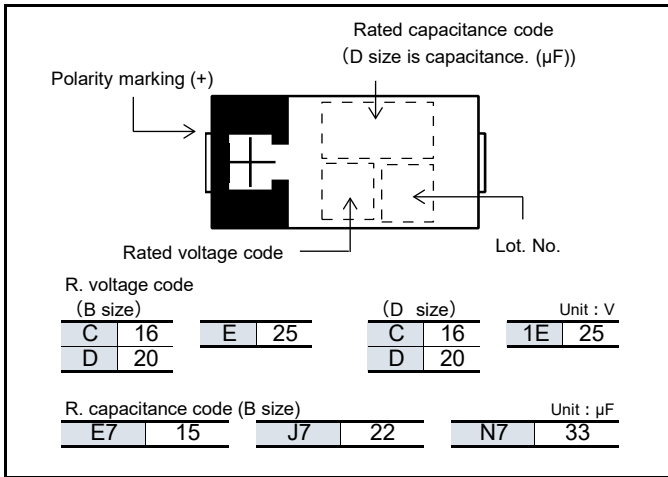 Rated capacitance code
（D size is capacitance. (μF))
Polarity marking (+)
Rated voltage code
Lot. No.
R. voltage code
（B size）
（D size）
Unit : V
C 16 E 25 C 16 1E 25
D 20 D 20
R. capacitance code (B size)
Unit : μF
E7 15 J7 22 N7 33